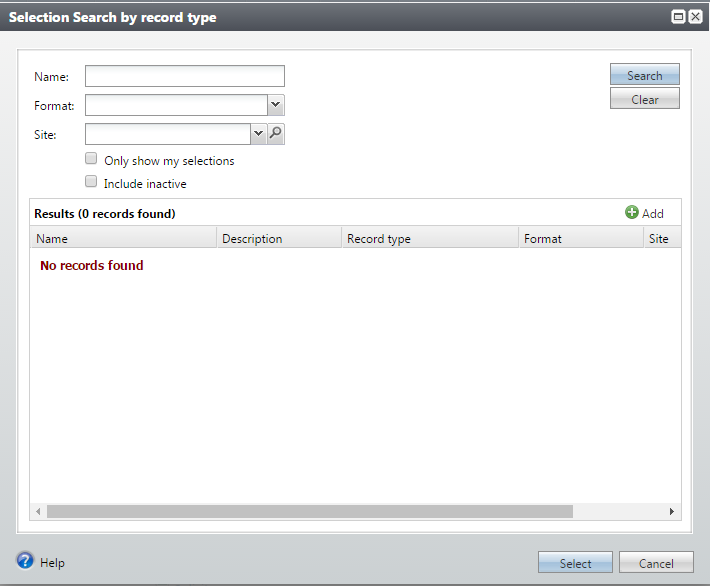 Selection Search by record type
Name:
Search
Format:
Clear
Site:
Only show my selections
Include inactive
Results (0 records found)
Add
Name Description Record type Format Site
No records found
? Help
Select
Cancel